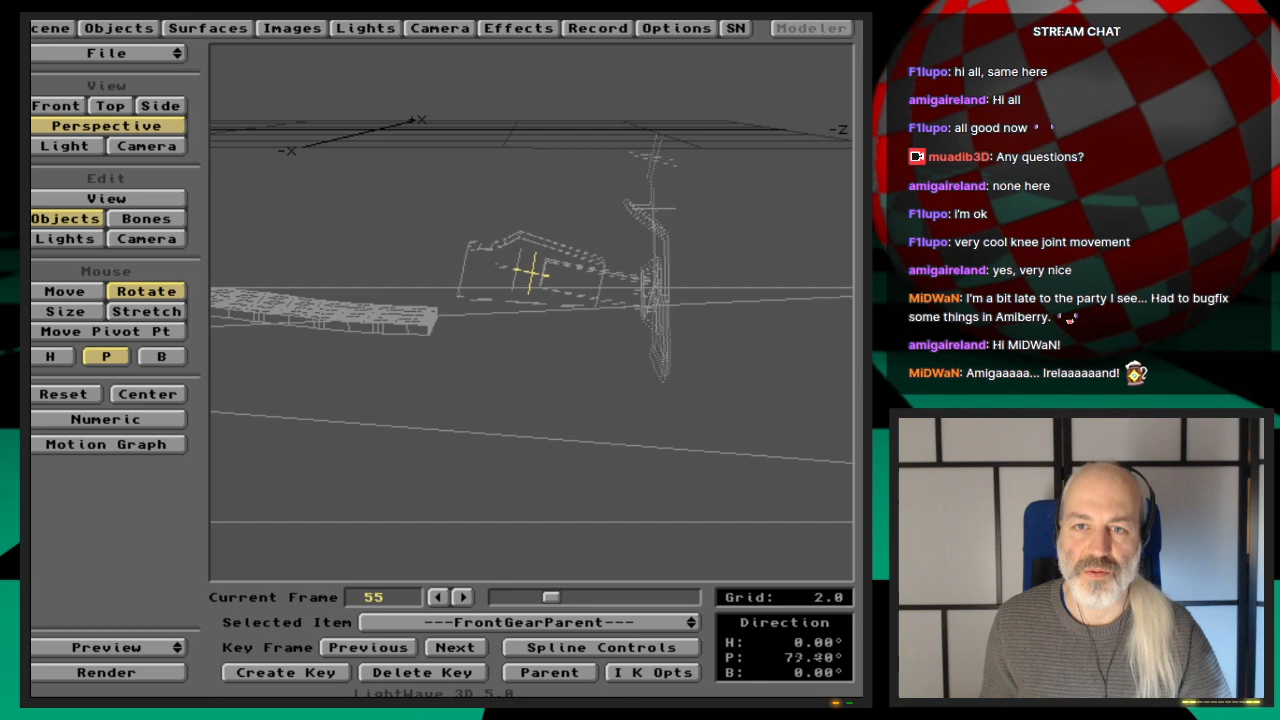 cene Objects Surfaces Images Lights Camera Effects Record Options SN Modeler
File
View
Front Top Side
Perspective
Light Camera
Edit
View
Objects Bones
Lights Camera
Mouse
Move Rotate
Size Stretch
Move Pivot Pt
H P B
Reset Center
Numeric
Motion Graph
Preview
Render
+X
-X
-Z
Current Frame 55
Selected Item ---FrontGearParent---
Key Frame Previous Next Spline Controls
Create Key Delete Key Parent I K Opts
LightWave 3D 5.0
Grid: 2.0
Direction
H: 0.00°
P:
B: 0.00°
STREAM CHAT
F1lupo: hi all, same here
amigaireland: Hi all
F1lupo: all good now
muadib3D: Any questions?
amigaireland: none here
F1lupo: i'm ok
F1lupo: very cool knee joint movement
amigaireland: yes, very nice
MiDWaN: I'm a bit late to the party I see... Had to bugfix
some things in Amiberry.
amigaireland: Hi MiDWaN!
MiDWaN: Amigaaaaa... Irelaaaaaand!